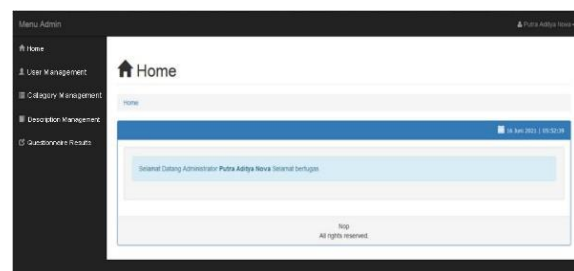 Menu Admin
Putra Aditya Nova
Home
User Management
Category Management
Description Management
Questionnaire Results
Home
Home
16 Juni 2021 | 05:52:39
Selamat Datang Administrator Putra Aditya Nova Selamat bertugas
Nop
All rights reserved.